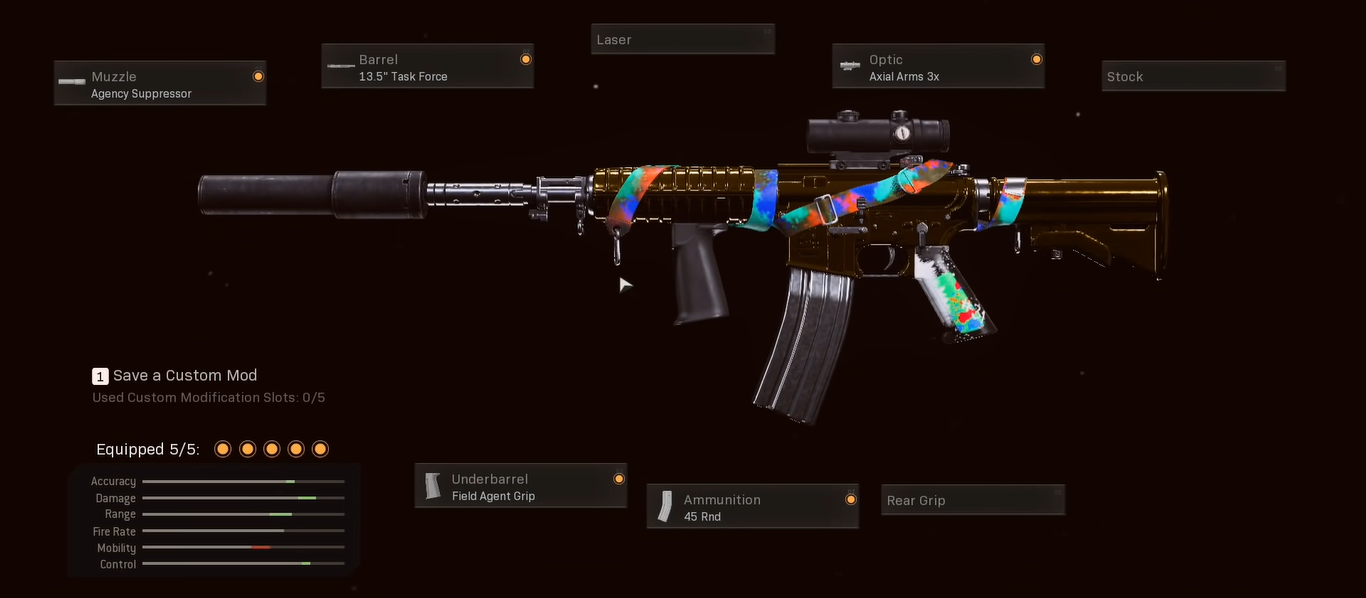 Laser
Barrel
13.5" Task Force
Optic
Axial Arms 3x
Muzzle
Agency Suppressor
Stock
1 Save a Custom Mod
Used Custom Modification Slots: 0/5
Equipped 5/5:
Accuracy
Damage
Range
Fire Rate
Mobility
Control
Underbarrel
Field Agent Grip
Ammunition
45 Rnd
Rear Grip